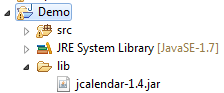 Demo
src
JRE System Library [JavaSE-1.7]
lib
jcalendar-1.4.jar